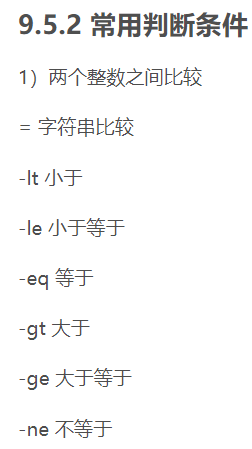 9.5.2 常用判断条件
1）两个整数之间比较
= 字符串比较
-lt 小于
-le 小于等于
-eq 等于
-gt 大于
-ge 大于等于
-ne 不等于